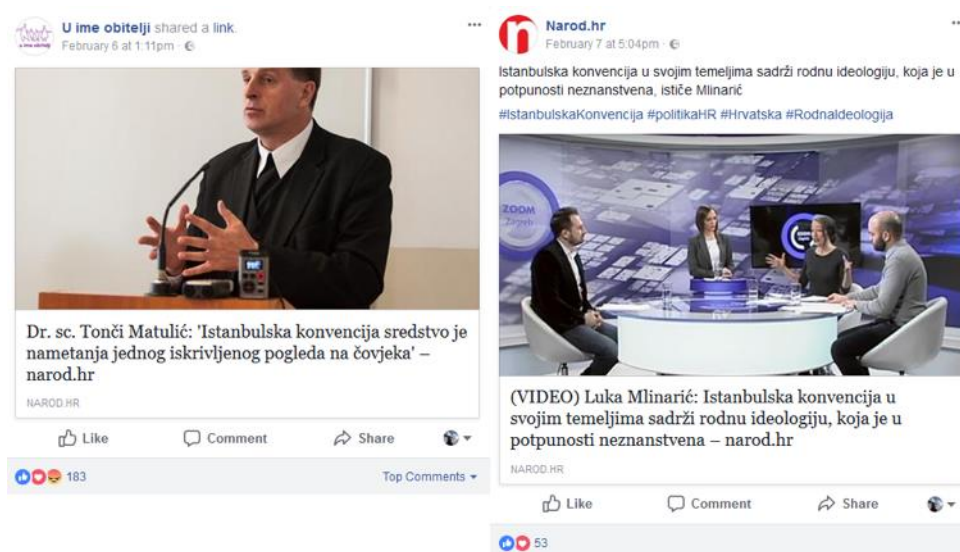 U ime obitelji shared a link.
February 6 at 1:11pm
u ime obitelji
Dr. sc. Tonči Matulić: 'Istanbulska konvencija sredstvo je
nametanja jednog iskrivljenog pogleda na čovjeka' –
narod.hr
NAROD.HR
Like Comment Share
183 Top Comments
Narod.hr
February 7 at 5:04pm
n
Istanbulska konvencija u svojim temeljima sadrži rodnu ideologiju, koja je u
potpunosti neznanstvena, ističe Mlinarić
#IstanbulskaKonvencija #politikaHR #Hrvatska #RodnaIdeologija
ZOOM
Zagreb
(VIDEO) Luka Mlinarić: Istanbulska konvencija u
svojim temeljima sadrži rodnu ideologiju, koja je u
potpunosti neznanstvena – narod.hr
NAROD.HR
Like Comment Share
53